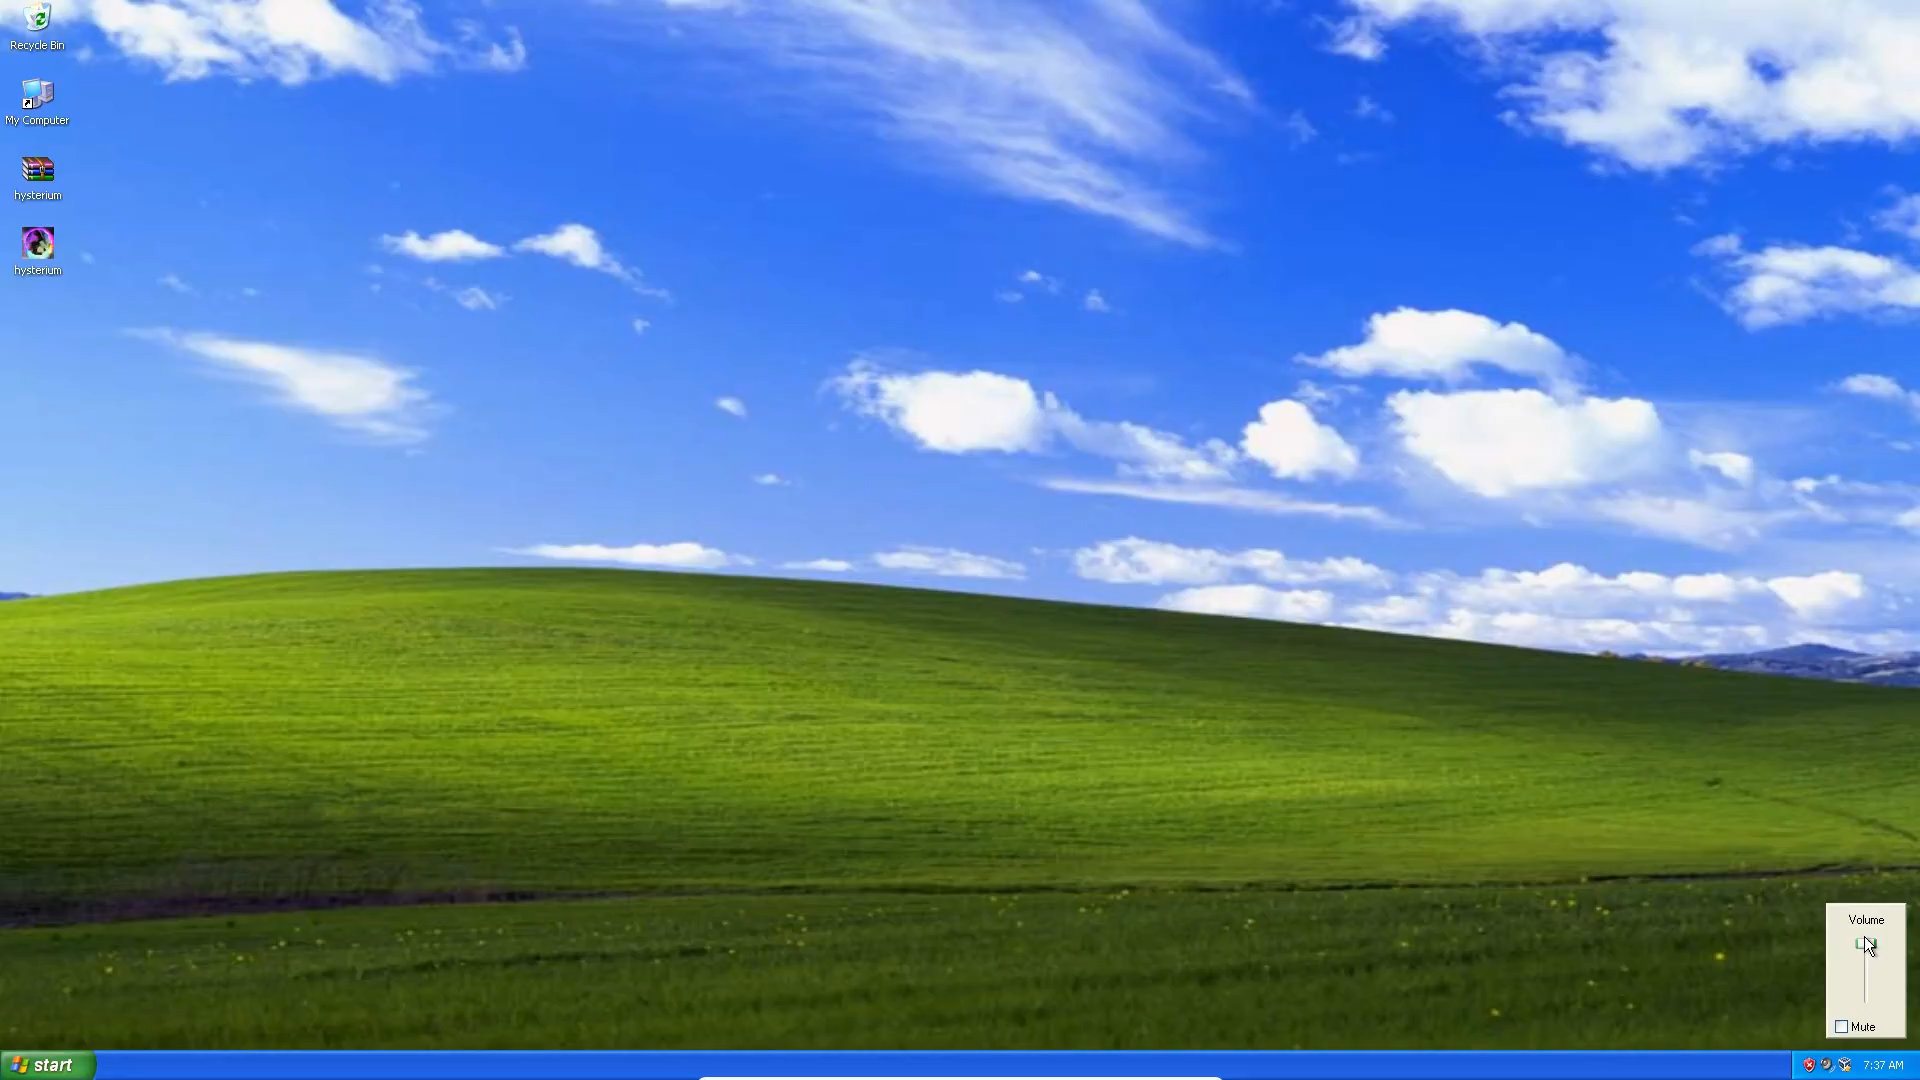 Recycle Bin
My Computer
hysterium
hysterium
Volume
Mute
start
7:37 AM